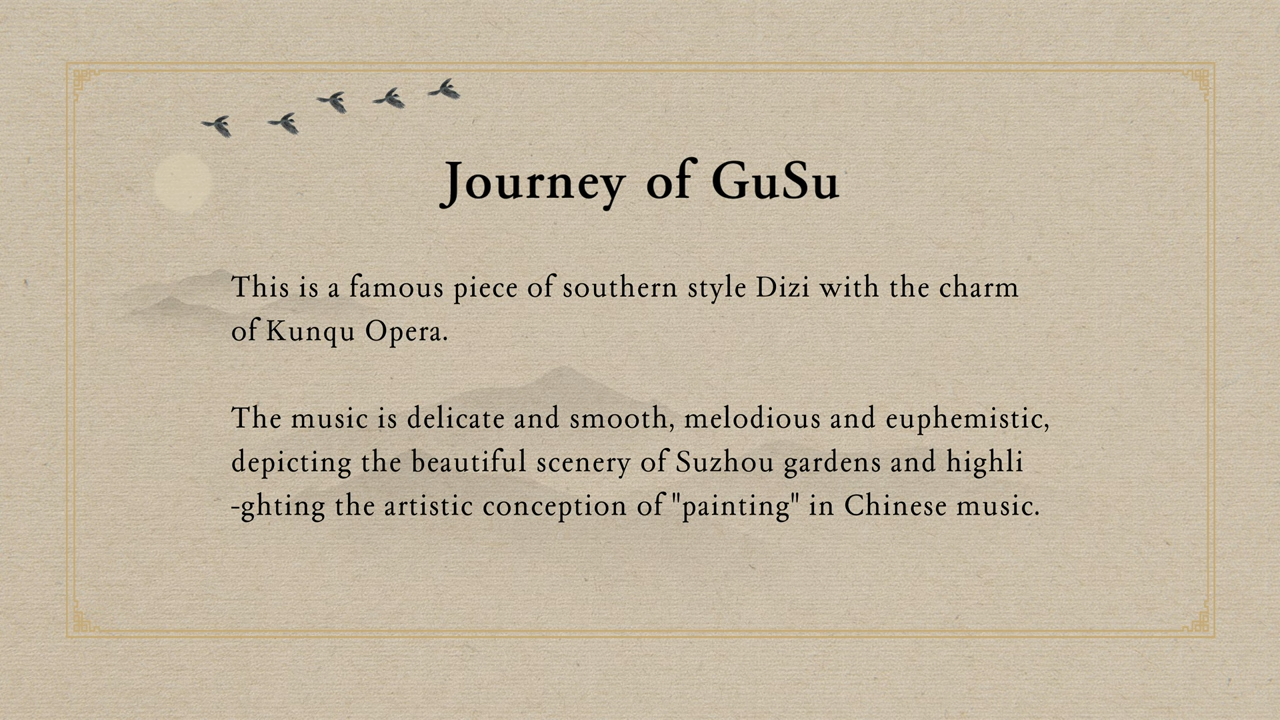 Journey of GuSu
This is a famous piece of southern style Dizi with the charm
of Kunqu Opera.
The music is delicate and smooth, melodious and euphemistic,
depicting the beautiful scenery of Suzhou gardens and highli
-ghting the artistic conception of "painting" in Chinese music.